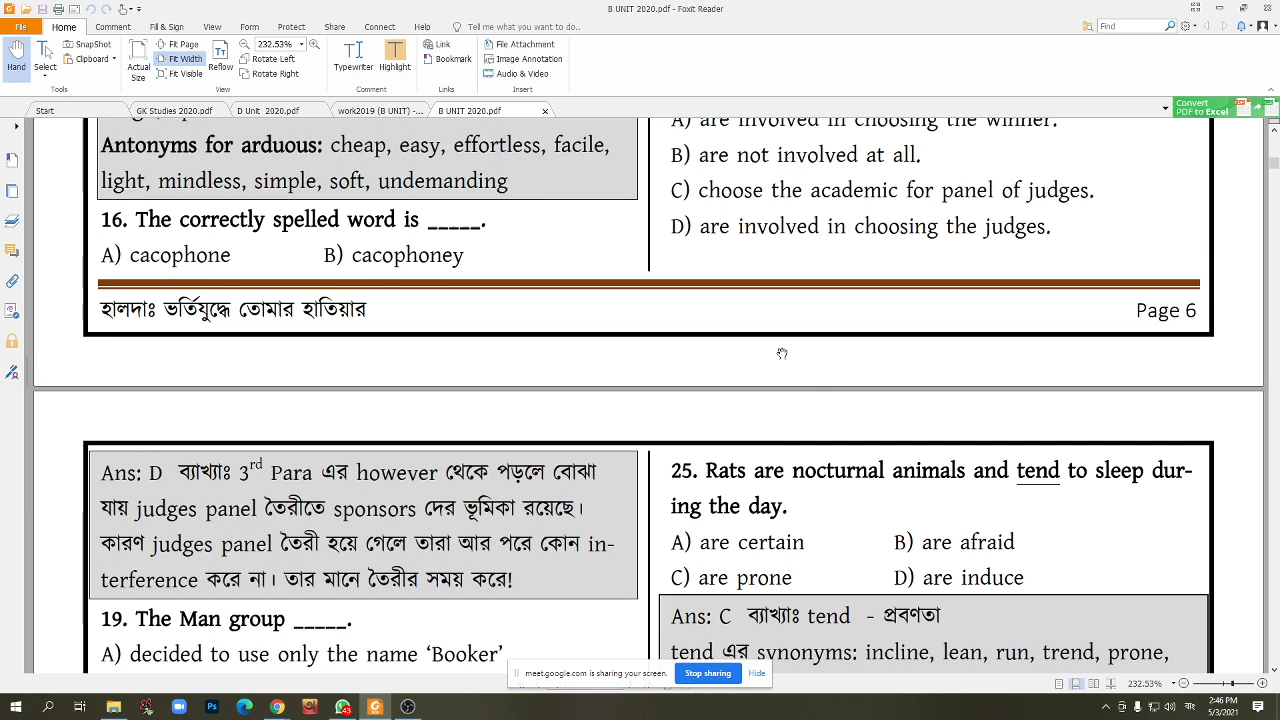 B UNIT 2020.pdf - Foxit Reader
File Home Comment Fill & Sign View Form Protect Share Connect Help Tell me what you want to do... Find
Hand
Select
SnapShot
Clipboard
Tools
Actual Size
Fit Page
Fit Width
Fit Visible
Reflow
232.53%
Rotate Left
Rotate Right
View
Typewriter
Highlight
Comment
Link
Bookmark
Links
File Attachment
Image Annotation
Audio & Video
Insert
Start GK Studies 2020.pdf D Unit 2020.pdf work2019 (B UNIT) -... B UNIT 2020.pdf
Convert
PDF to Excel
Antonyms for arduous: cheap, easy, effortless, facile,
light, mindless, simple, soft, undemanding
16. The correctly spelled word is _____.
A) cacophone B) cacophoney
A) are involved in choosing the winner.
B) are not involved at all.
C) choose the academic for panel of judges.
D) are involved in choosing the judges.
হালদাঃ ভর্তিযুদ্ধে তোমার হাতিয়ার
Page 6
Ans: D ব্যাখ্যাঃ 3rd Para এর however থেকে পড়লে বোঝা
যায় judges panel তৈরীতে sponsors দের ভূমিকা রয়েছে।
কারণ judges panel তৈরী হয়ে গেলে তারা আর পরে কোন in-
terference করে না। তার মানে তৈরীর সময় করে!
19. The Man group _____.
A) decided to use only the name ‘Booker’
25. Rats are nocturnal animals and tend to sleep dur-
ing the day.
A) are certain B) are afraid
C) are prone D) are induce
Ans: C ব্যাখ্যাঃ tend - প্রবণতা
tend এর synonyms: incline, lean, run, trend, prone,
meet.google.com is sharing your screen. Stop sharing Hide
232.53%
43
2:46 PM
5/3/2021